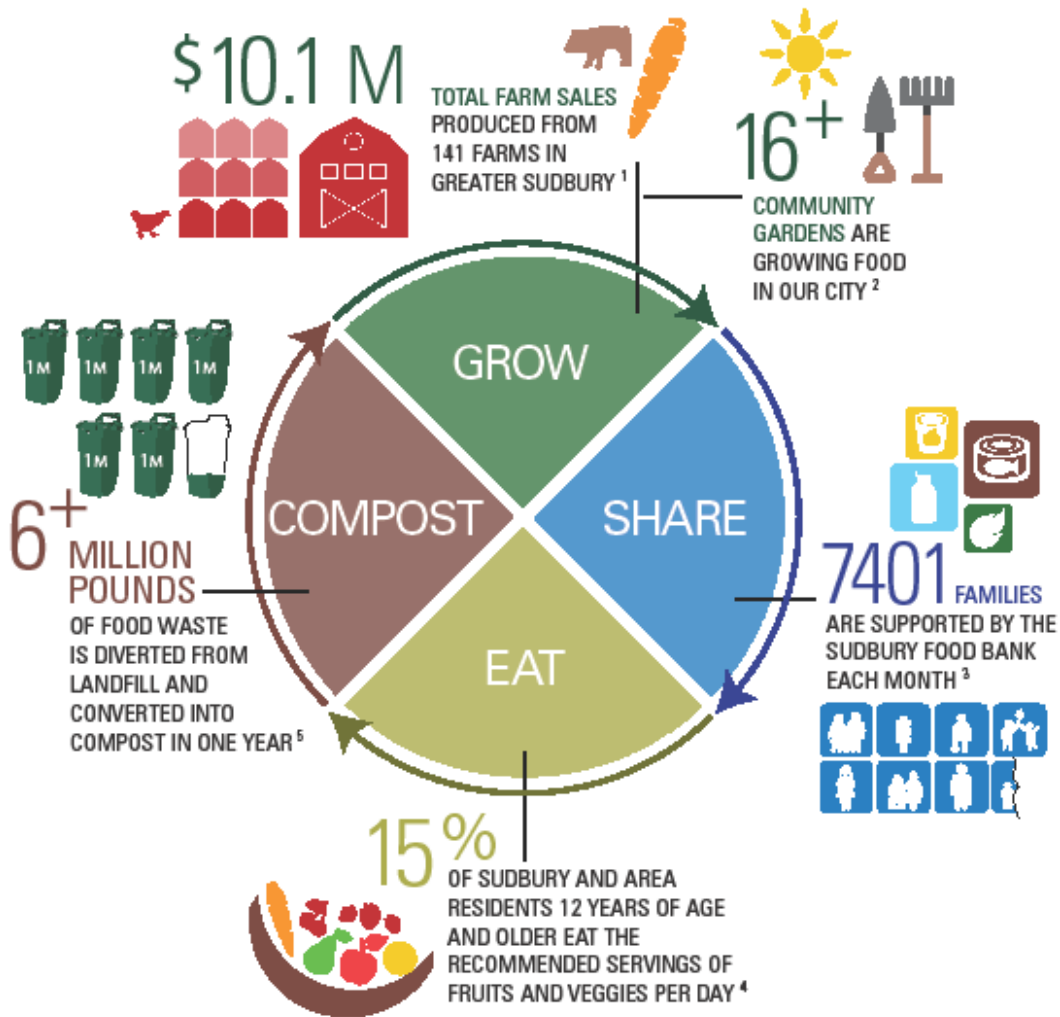 $10.1 M
TOTAL FARM SALES
PRODUCED FROM
141 FARMS IN
GREATER SUDBURY 1
16+
COMMUNITY
GARDENS ARE
GROWING FOOD
IN OUR CITY 2
GROW
1M 1M 1M 1M
1M 1M
COMPOST
SHARE
EAT
6+
MILLION
POUNDS
OF FOOD WASTE
IS DIVERTED FROM
LANDFILL AND
CONVERTED INTO
COMPOST IN ONE YEAR 5
7401 FAMILIES
ARE SUPPORTED BY THE
SUDBURY FOOD BANK
EACH MONTH 3
15%
OF SUDBURY AND AREA
RESIDENTS 12 YEARS OF AGE
AND OLDER EAT THE
RECOMMENDED SERVINGS OF
FRUITS AND VEGGIES PER DAY 4